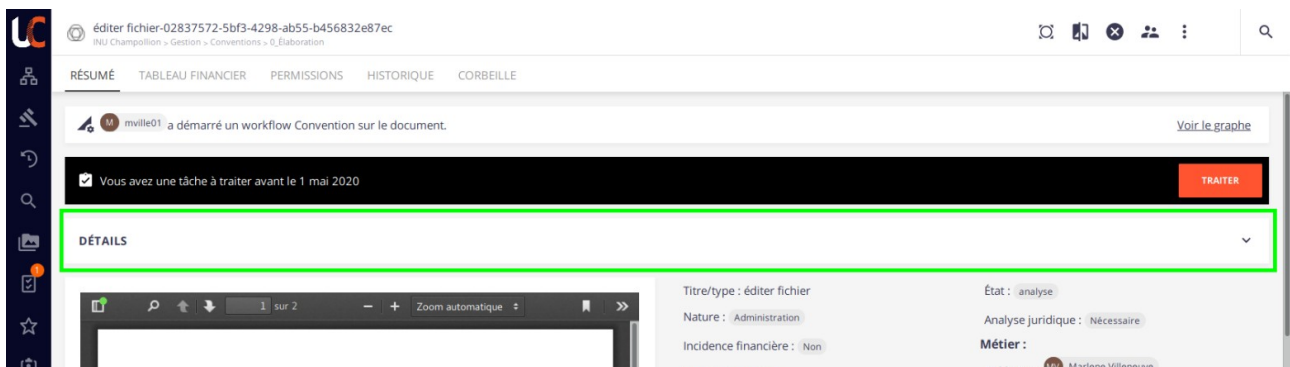 éditer fichier-02837572-5bf3-4298-ab55-b456832e87ec
INU Champollion > Gestion > Conventions > 0_Élaboration
RÉSUMÉ TABLEAU FINANCIER PERMISSIONS HISTORIQUE CORBEILLE
M mville01 a démarré un workflow Convention sur le document. Voir le graphe
Vous avez une tâche à traiter avant le 1 mai 2020 TRAITER
DÉTAILS
1
1 sur 2 Zoom automatique
Titre/type : éditer fichier État : analyse
Nature : Administration Analyse juridique : Nécessaire
Incidence financière : Non Métier :
MV Marlene Villeneuve